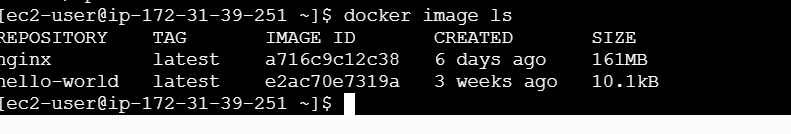 [ec2-user@ip-172-31-39-251 ~]$ docker image ls
REPOSITORY    TAG       IMAGE ID       CREATED       SIZE
nginx         latest    a716c9c12c38   6 days ago    161MB
hello-world   latest    e2ac70e7319a   3 weeks ago   10.1kB
[ec2-user@ip-172-31-39-251 ~]$